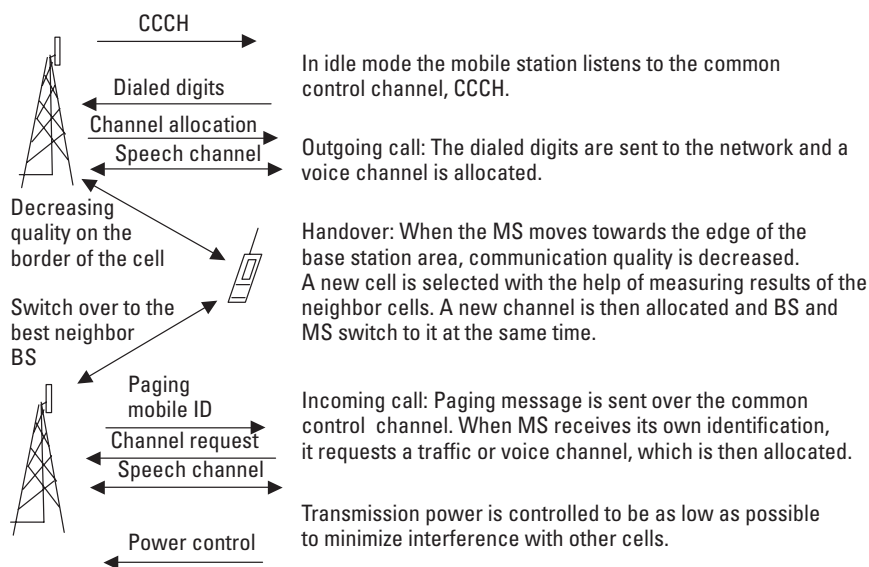 CCCH
In idle mode the mobile station listens to the common
control channel, CCCH.
Dialed digits
Channel allocation
Speech channel
Outgoing call: The dialed digits are sent to the network and a
voice channel is allocated.
Decreasing
quality on the
border of the cell
Handover: When the MS moves towards the edge of the
base station area, communication quality is decreased.
A new cell is selected with the help of measuring results of the
neighbor cells. A new channel is then allocated and BS and
MS switch to it at the same time.
Switch over to the
best neighbor
BS
Paging
mobile ID
Channel request
Speech channel
Incoming call: Paging message is sent over the common
control channel. When MS receives its own identification,
it requests a traffic or voice channel, which is then allocated.
Transmission power is controlled to be as low as possible
to minimize interference with other cells.
Power control